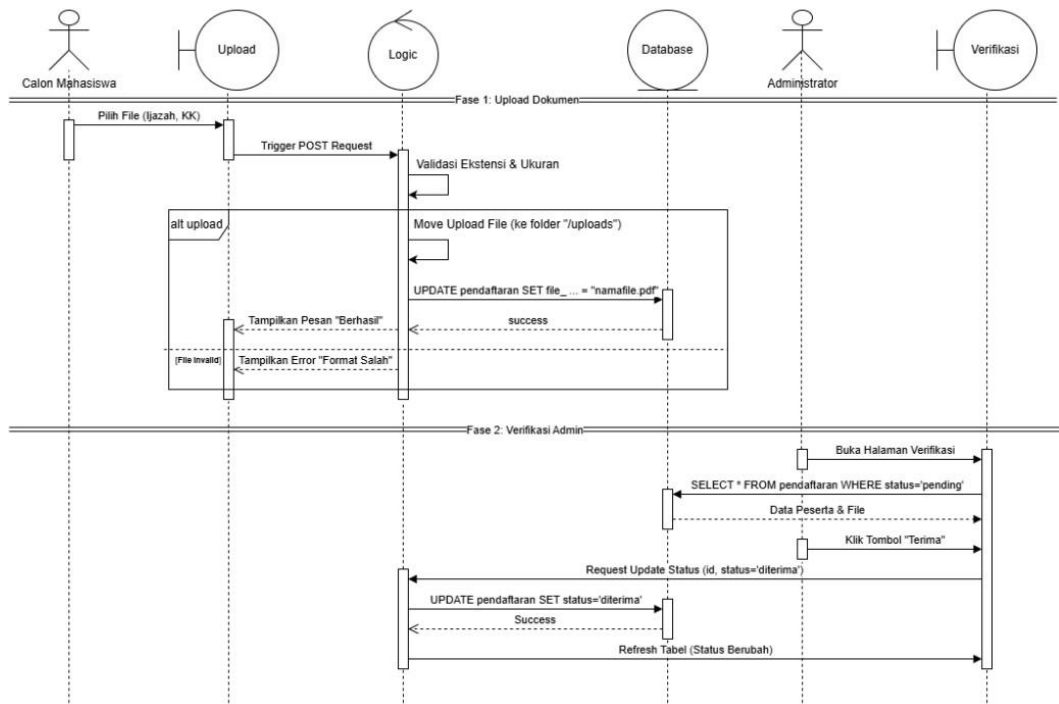 Calon Mahasiswa
Upload
Logic
Database
Administrator
Verifikasi
Fase 1: Upload Dokumen
Pilih File (Ijazah, KK)
Trigger POST Request
Validasi Ekstensi & Ukuran
alt upload
Move Upload File (ke folder "/uploads")
UPDATE pendaftaran SET file_ ... = "namafile.pdf"
Tampilkan Pesan "Berhasil"
success
[File Invalid]
Tampilkan Error "Format Salah"
Fase 2: Verifikasi Admin
Buka Halaman Verifikasi
SELECT * FROM pendaftaran WHERE status='pending'
Data Peserta & File
Klik Tombol "Terima"
Request Update Status (id, status='diterima')
UPDATE pendaftaran SET status='diterima'
Success
Refresh Tabel (Status Berubah)